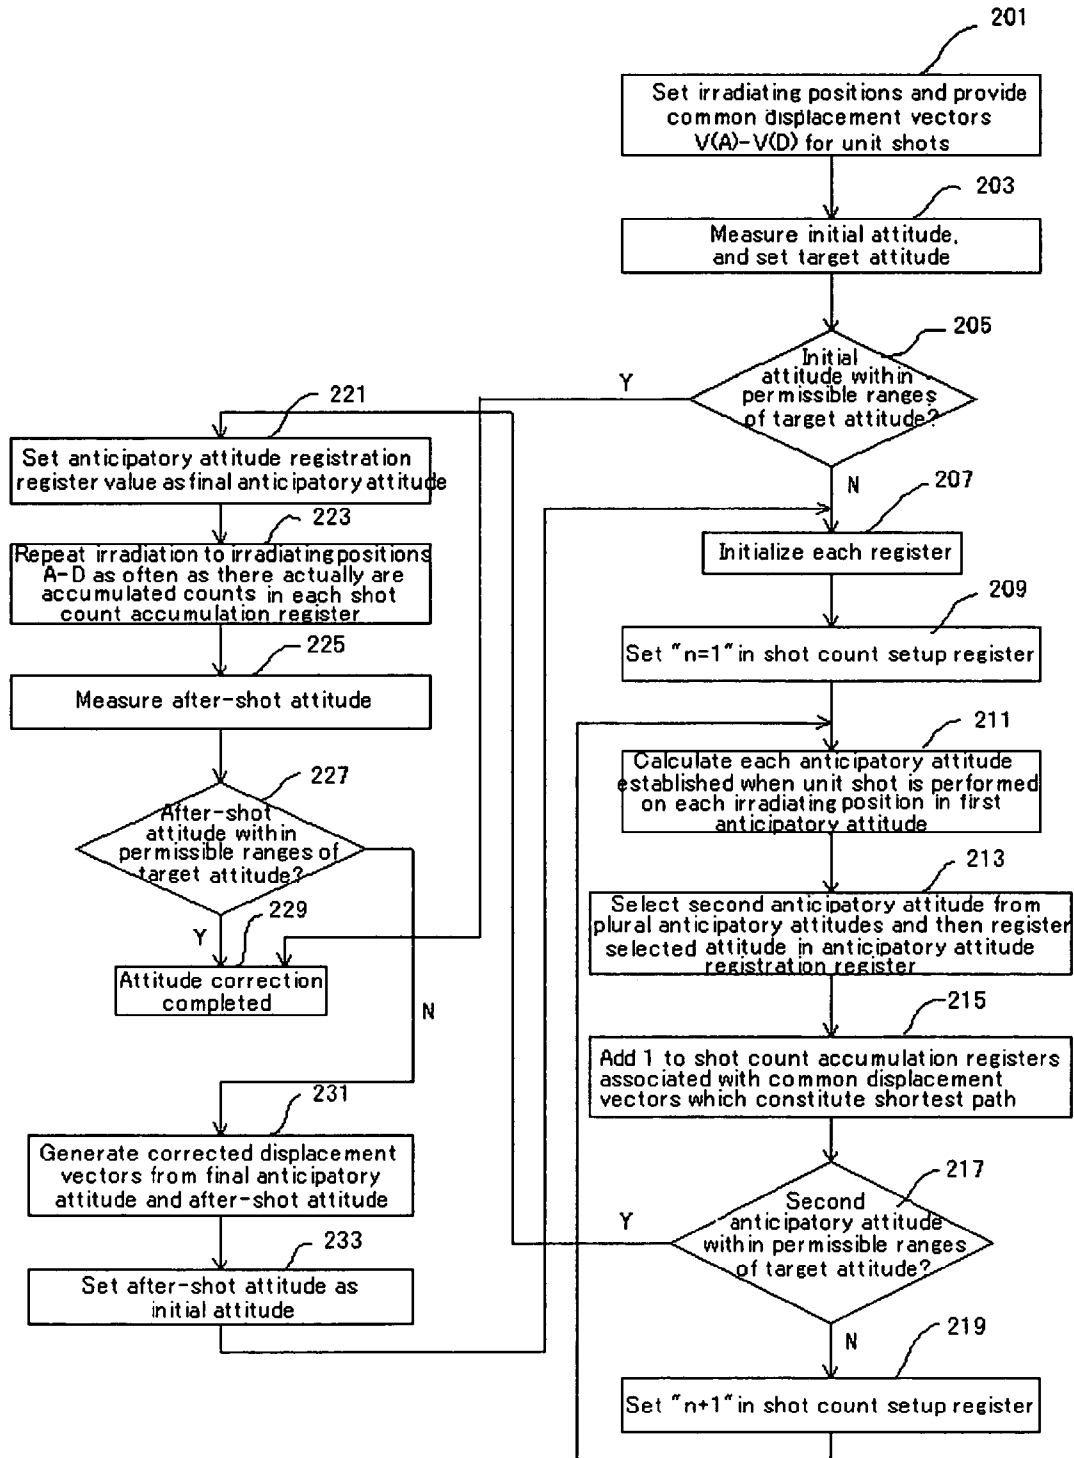 201
Set irradiating positions and provide
common displacement vectors
V(A)-V(D) for unit shots
203
Measure initial attitude,
and set target attitude
205
Initial
attitude within
permissible ranges
of target attitude?
Y
N
207
Initialize each register
209
Set "n=1" in shot count setup register
211
Calculate each anticipatory attitude
established when unit shot is performed
on each irradiating position in first
anticipatory attitude
213
Select second anticipatory attitude from
plural anticipatory attitudes and then register
selected attitude in anticipatory attitude
registration register
215
Add 1 to shot count accumulation registers
associated with common displacement
vectors which constitute shortest path
217
Second
anticipatory attitude
within permissible ranges
of target attitude?
Y
N
219
Set "n+1" in shot count setup register
221
Set anticipatory attitude registration
register value as final anticipatory attitude
223
Repeat irradiation to irradiating positions
A-D as often as there actually are
accumulated counts in each shot
count accumulation register
225
Measure after-shot attitude
227
After-shot
attitude within
permissible ranges of
target attitude?
Y
N
229
Attitude correction
completed
231
Generate corrected displacement
vectors from final anticipatory
attitude and after-shot attitude
233
Set after-shot attitude as
initial attitude